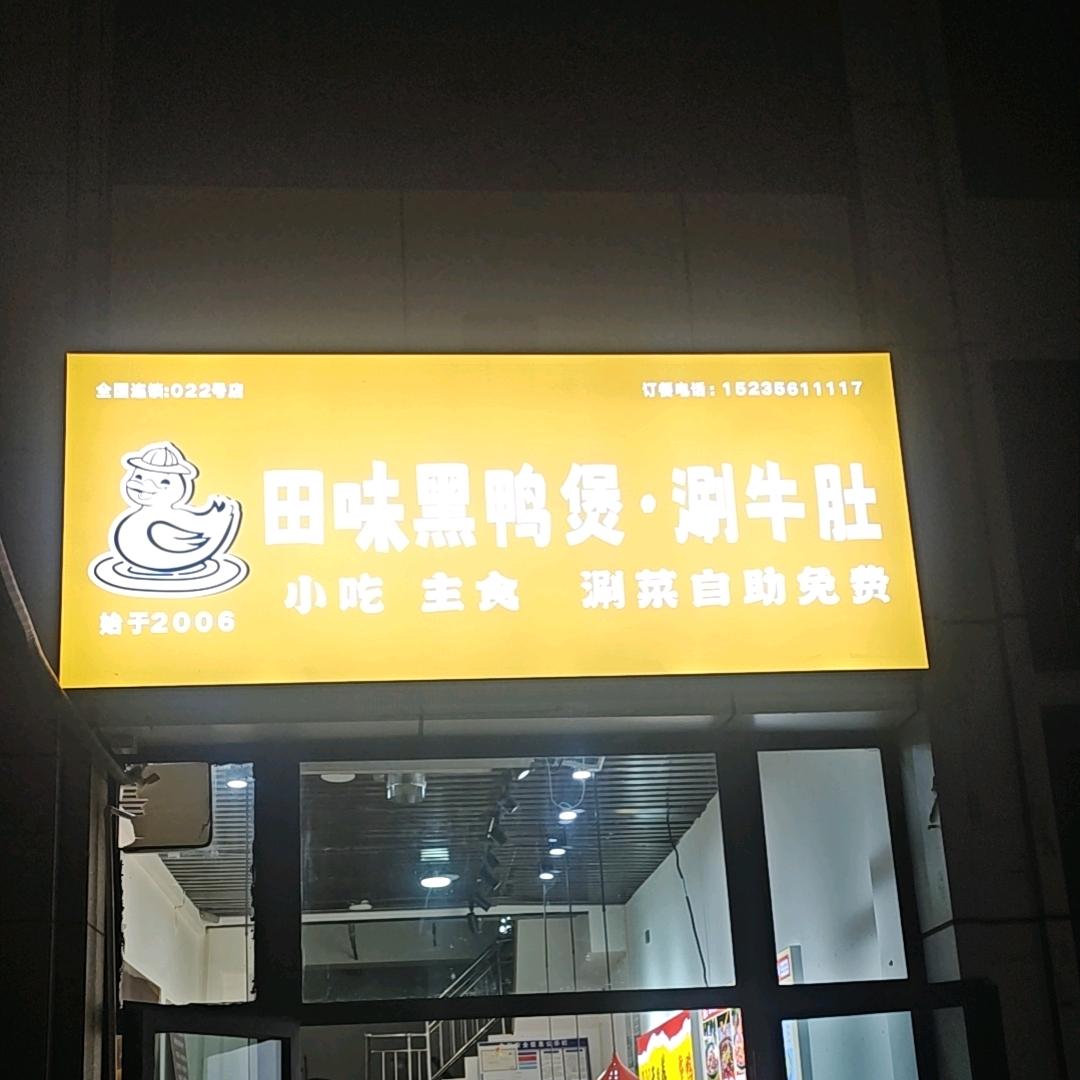 全国连锁:022号店
订餐电话：15235611117
田味黑鸭煲·涮牛肚
小吃 主食 涮菜自助免费
始于2006